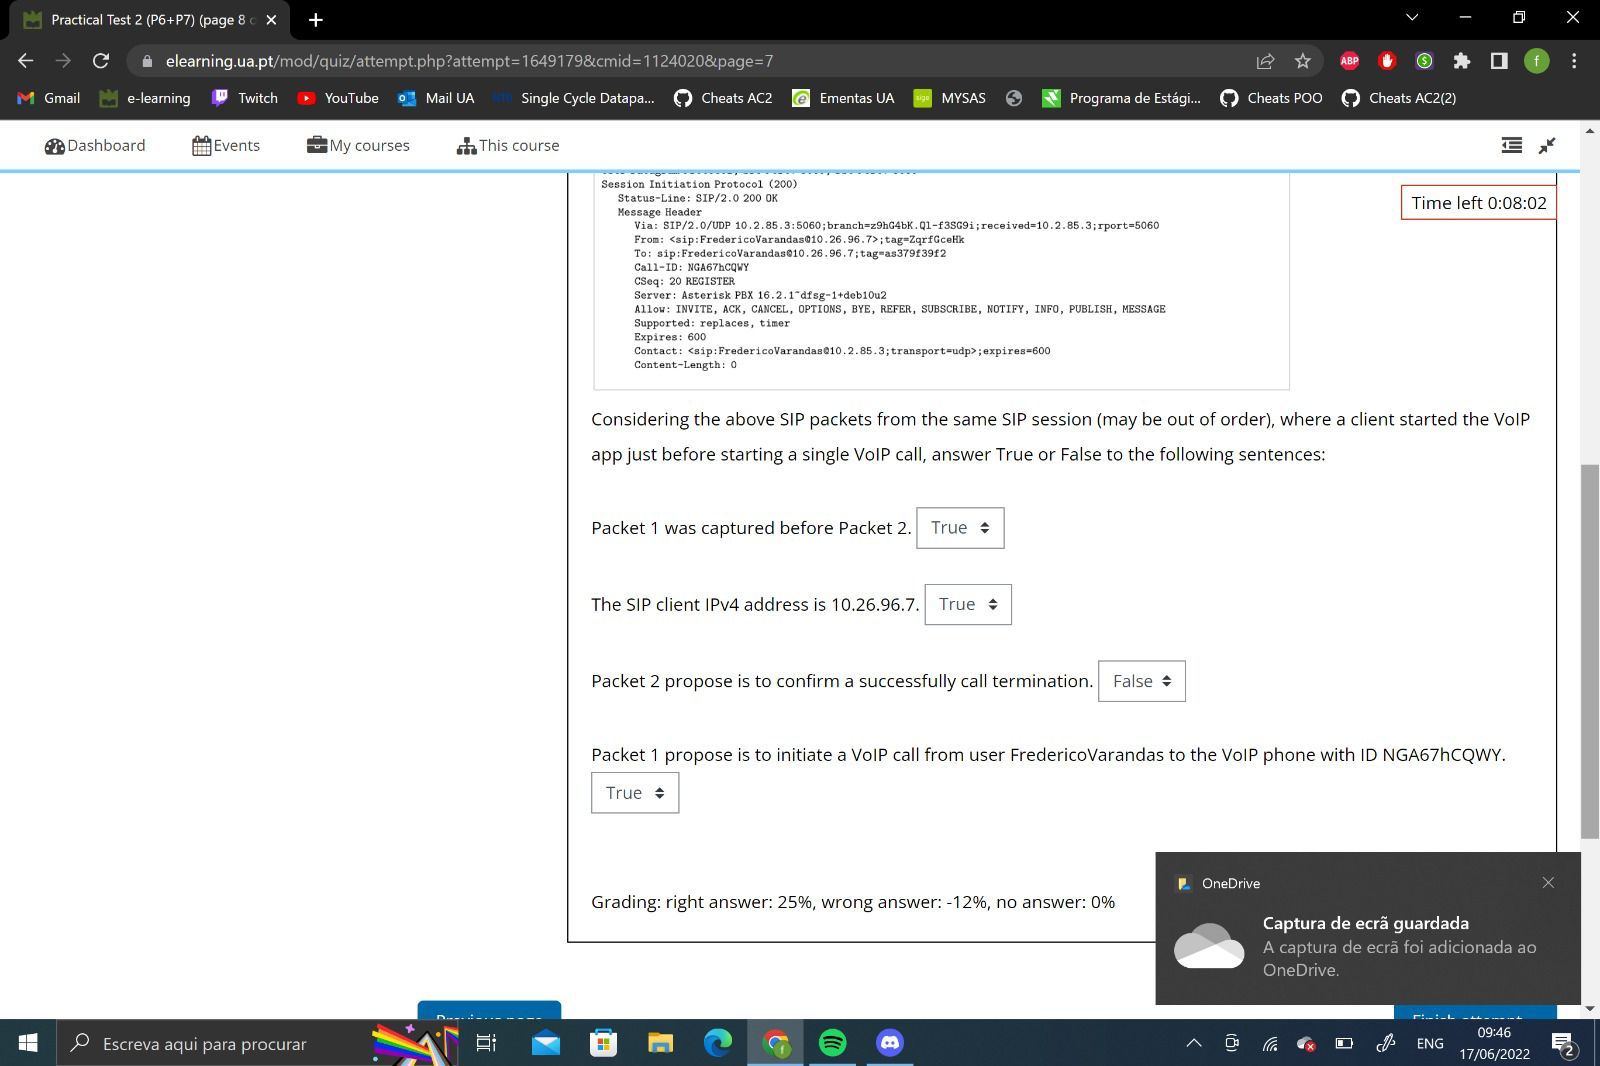 Practical Test 2 (P6+P7) (page 8
elearning.ua.pt/mod/quiz/attempt.php?attempt=1649179&cmid=1124020&page=7
ABP
f
Gmail
e-learning
Twitch
YouTube
Mail UA
Single Cycle Datapa...
Cheats AC2
Ementas UA
MYSAS
Programa de Estági...
Cheats POO
Cheats AC2(2)
Dashboard
Events
My courses
This course
Time left 0:08:02
Session Initiation Protocol (200)
Status-Line: SIP/2.0 200 OK
Message Header
Via: SIP/2.0/UDP 10.2.85.3:5060;branch=z9hG4bK.Ql-f3SG9i;received=10.2.85.3;rport=5060
From: <sip:FredericoVarandas@10.26.96.7>;tag=ZqrfGceHk
To: sip:FredericoVarandas@10.26.96.7;tag=as379f39f2
Call-ID: NGA67hCQWY
CSeq: 20 REGISTER
Server: Asterisk PBX 16.2.1~dfsg-1+deb10u2
Allow: INVITE, ACK, CANCEL, OPTIONS, BYE, REFER, SUBSCRIBE, NOTIFY, INFO, PUBLISH, MESSAGE
Supported: replaces, timer
Expires: 600
Contact: <sip:FredericoVarandas@10.2.85.3;transport=udp>;expires=600
Content-Length: 0
Considering the above SIP packets from the same SIP session (may be out of order), where a client started the VoIP
app just before starting a single VoIP call, answer True or False to the following sentences:
Packet 1 was captured before Packet 2. True
The SIP client IPv4 address is 10.26.96.7. True
Packet 2 propose is to confirm a successfully call termination. False
Packet 1 propose is to initiate a VoIP call from user FredericoVarandas to the VoIP phone with ID NGA67hCQWY.
True
Grading: right answer: 25%, wrong answer: -12%, no answer: 0%
OneDrive
Captura de ecrã guardada
A captura de ecrã foi adicionada ao
OneDrive.
Previous page
Finish attempt
Escreva aqui para procurar
ENG
09:46
17/06/2022
2